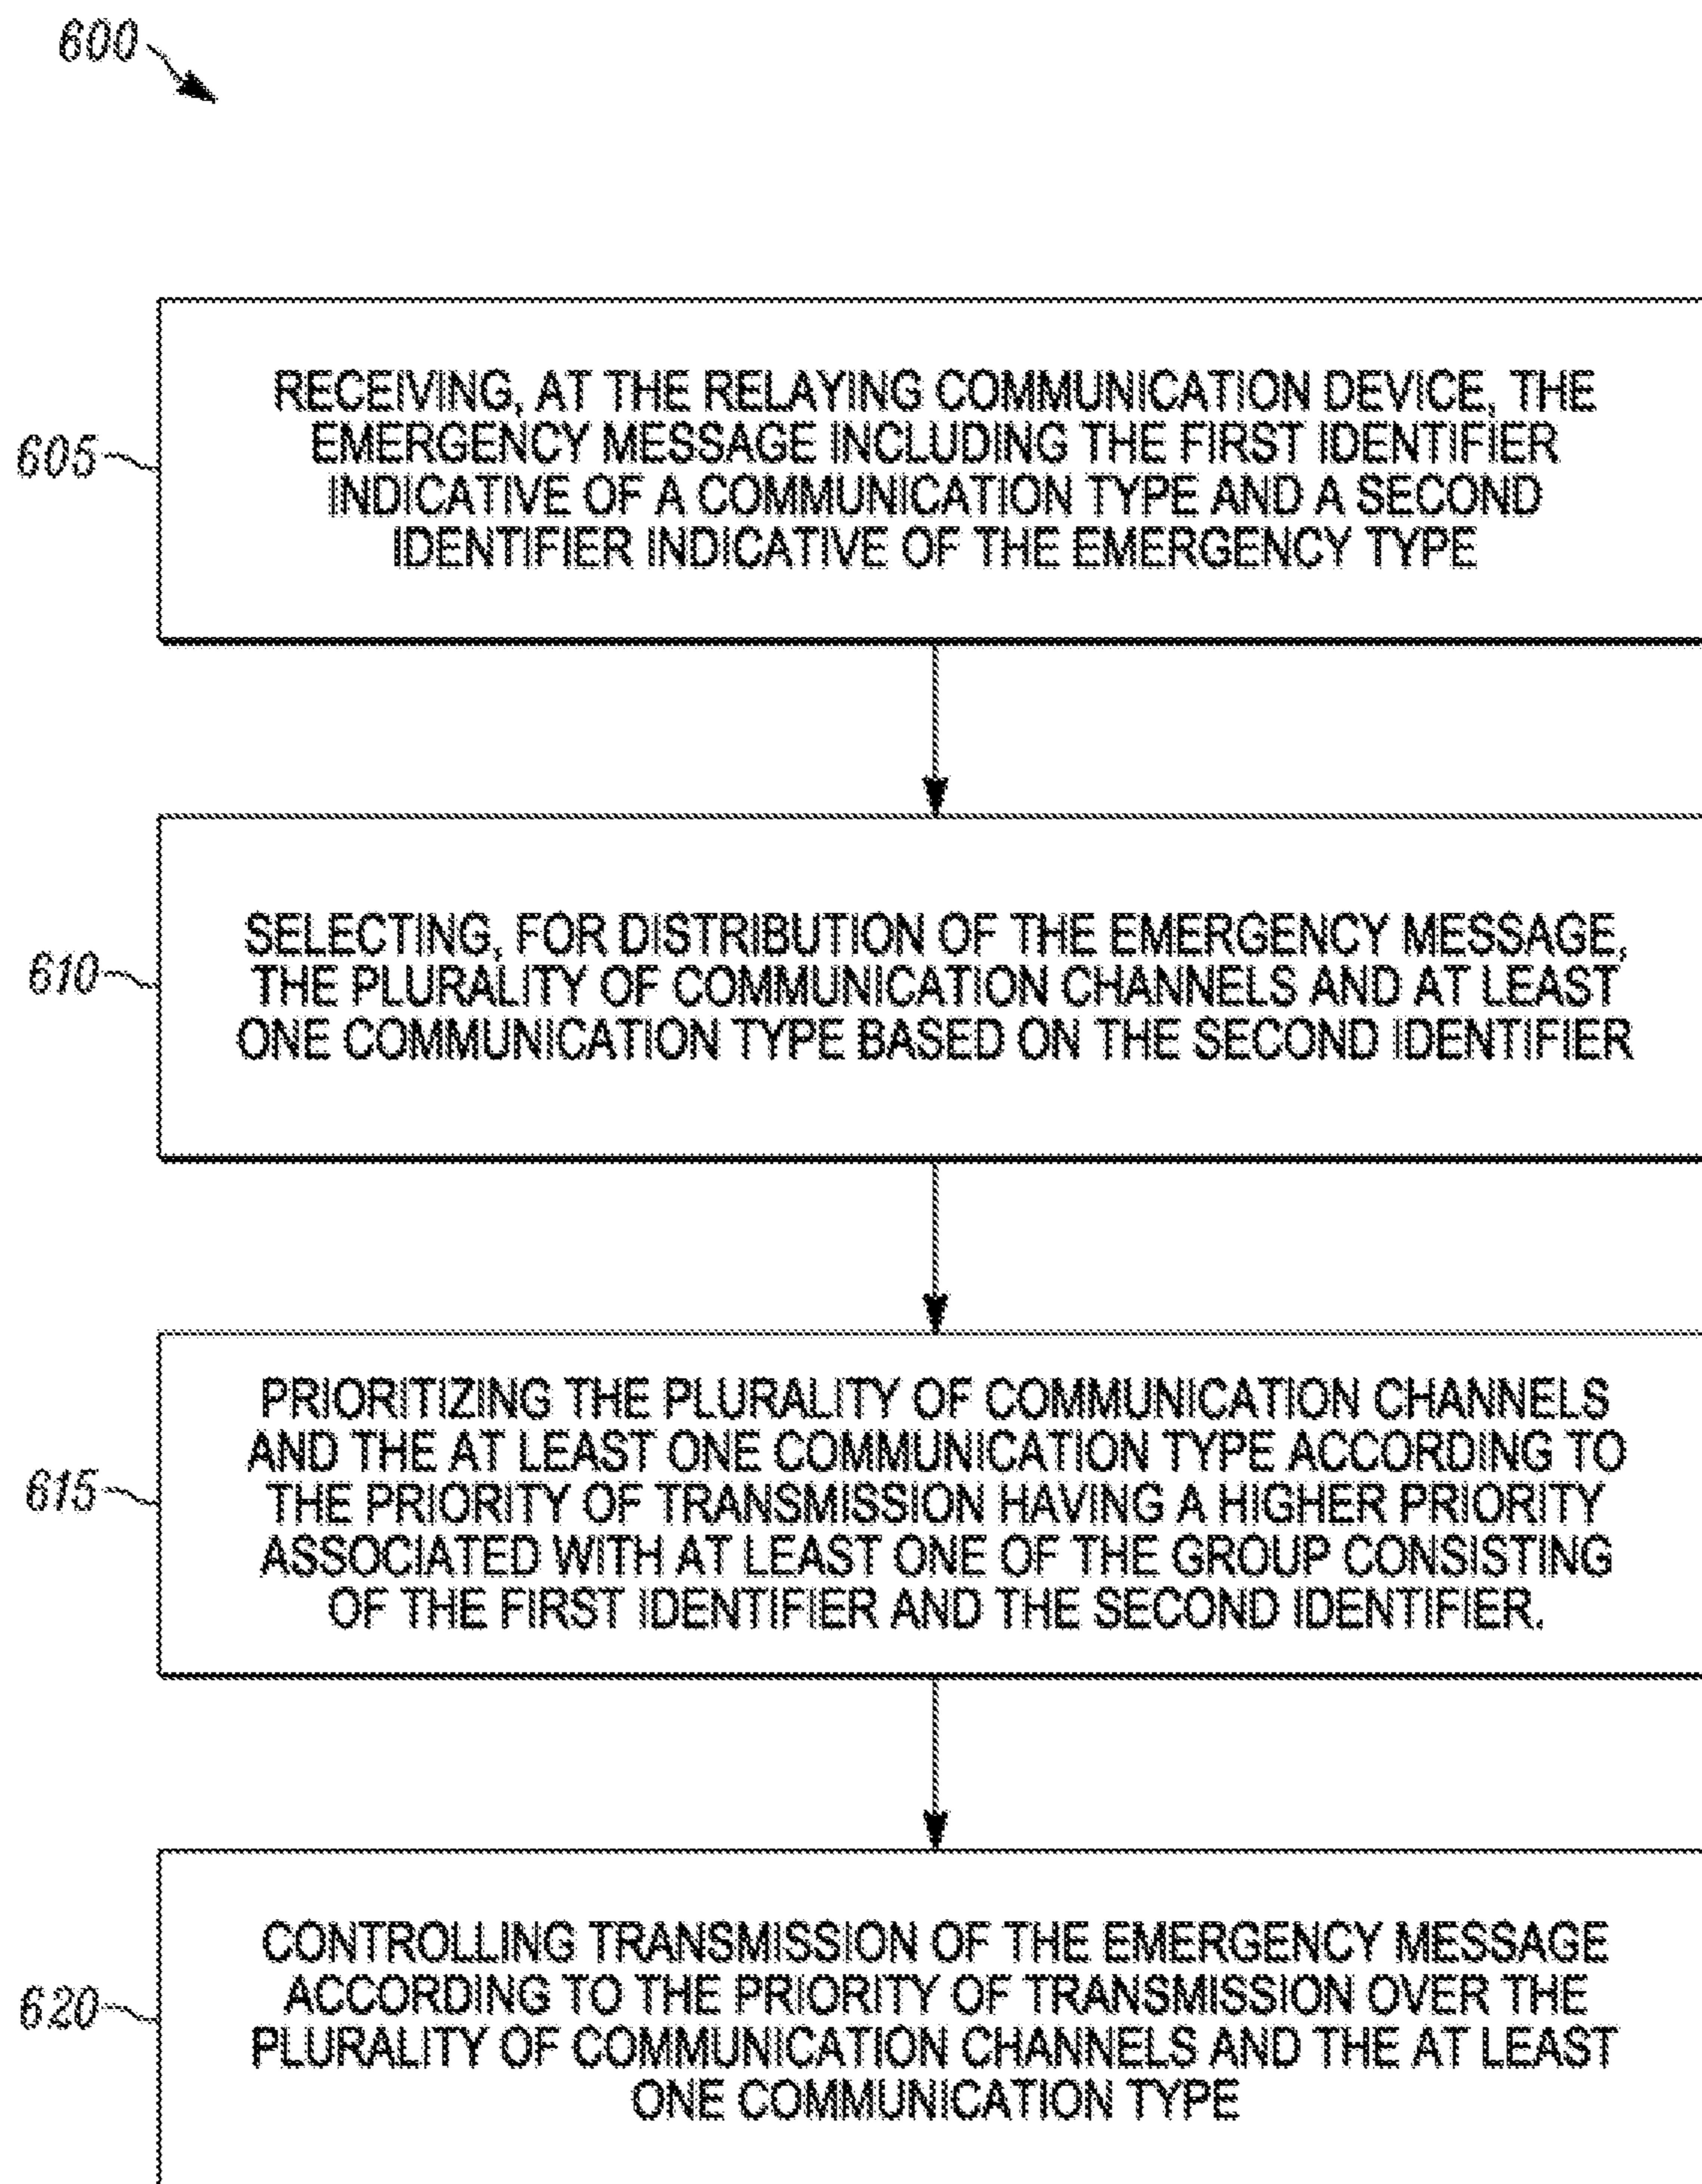 600
RECEIVING, AT THE RELAYING COMMUNICATION DEVICE, THE
EMERGENCY MESSAGE INCLUDING THE FIRST IDENTIFIER
605
INDICATIVE OF A COMMUNICATION TYPE AND A SECOND
IDENTIFIER INDICATIVE OF THE EMERGENCY TYPE
SELECTING, FOR DISTRIBUTION OF THE EMERGENCY MESSAGE,
610
THE PLURALITY OF COMMUNICATION CHANNELS AND AT LEAST
ONE COMMUNICATION TYPE BASED ON THE SECOND IDENTIFIER
PRIORITIZING THE PLURALITY OF COMMUNICATION CHANNELS
AND THE AT LEAST ONE COMMUNICATION TYPE ACCORDING TO
615
THE PRIORITY OF TRANSMISSION HAVING A HIGHER PRIORITY
ASSOCIATED WITH AT LEAST ONE OF THE GROUP CONSISTING
OF THE FIRST IDENTIFIER AND THE SECOND IDENTIFIER.
CONTROLLING TRANSMISSION OF THE EMERGENCY MESSAGE
ACCORDING TO THE PRIORITY OF TRANSMISSION OVER THE
620
PLURALITY OF COMMUNICATION CHANNELS AND THE AT LEAST
ONE COMMUNICATION TYPE